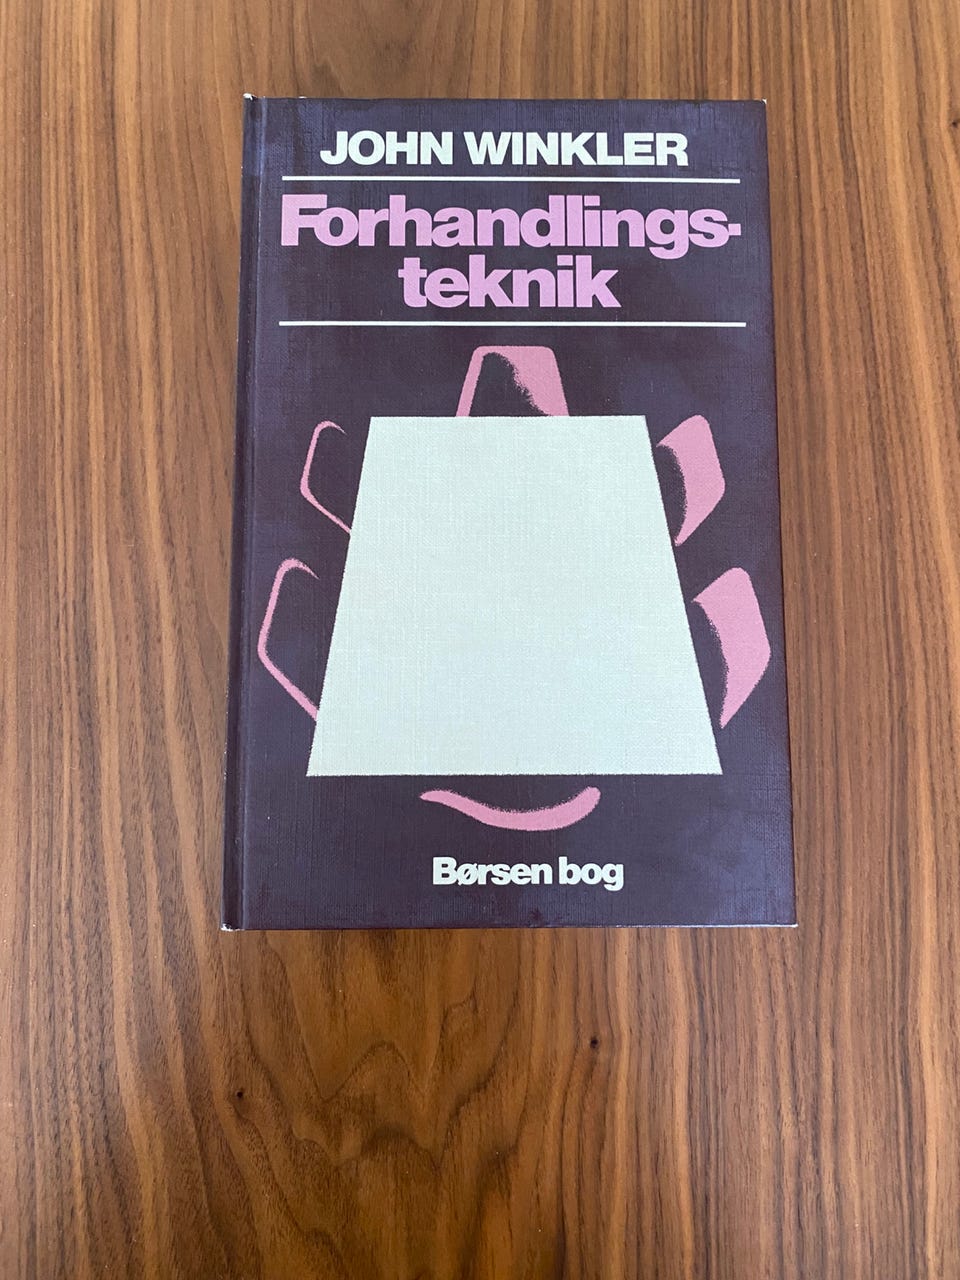 JOHN WINKLER
Forhandlings-
teknik
Børsen bog